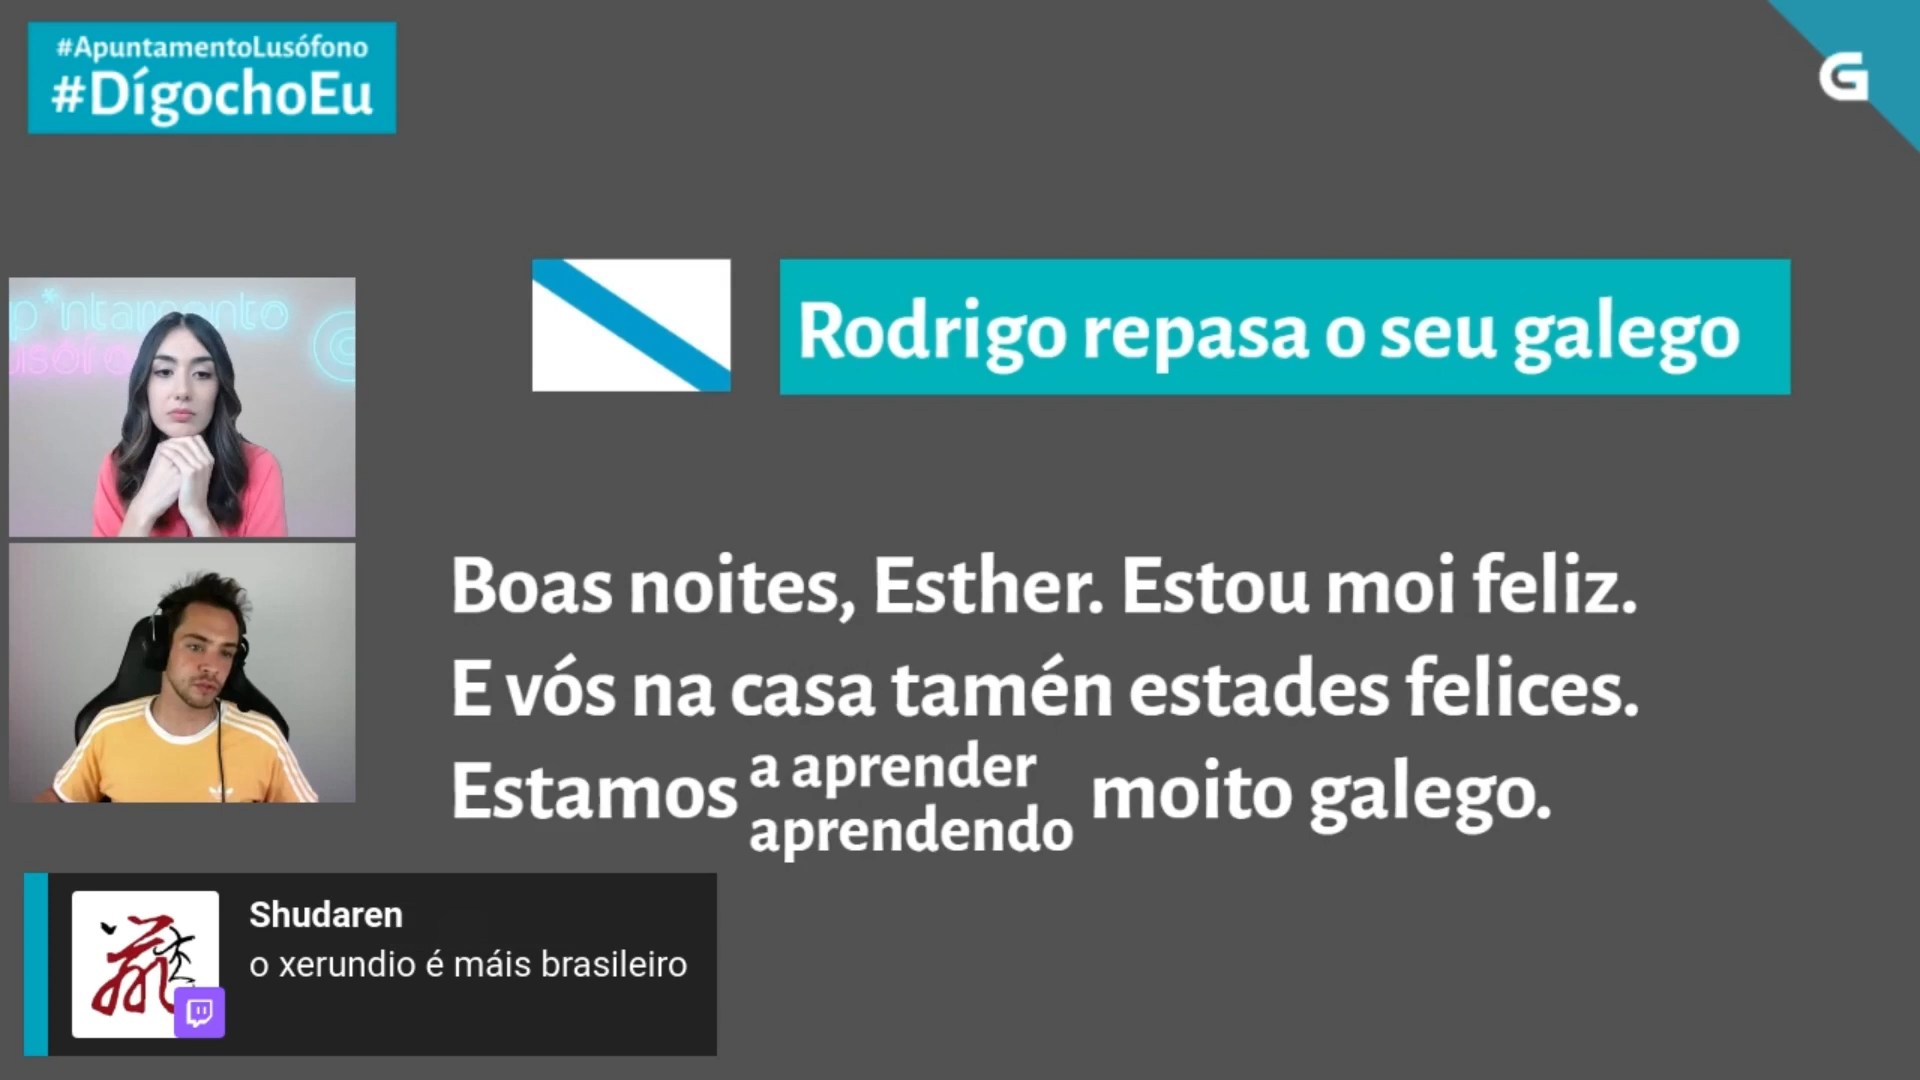 #ApuntamentoLusófono
#DígochoEu
G
Rodrigo repasa o seu galego
Boas noites, Esther. Estou moi feliz.
E vós na casa tamén estades felices.
Estamos a aprender moito galego.
aprendendo
Shudaren
o xerundio é máis brasileiro